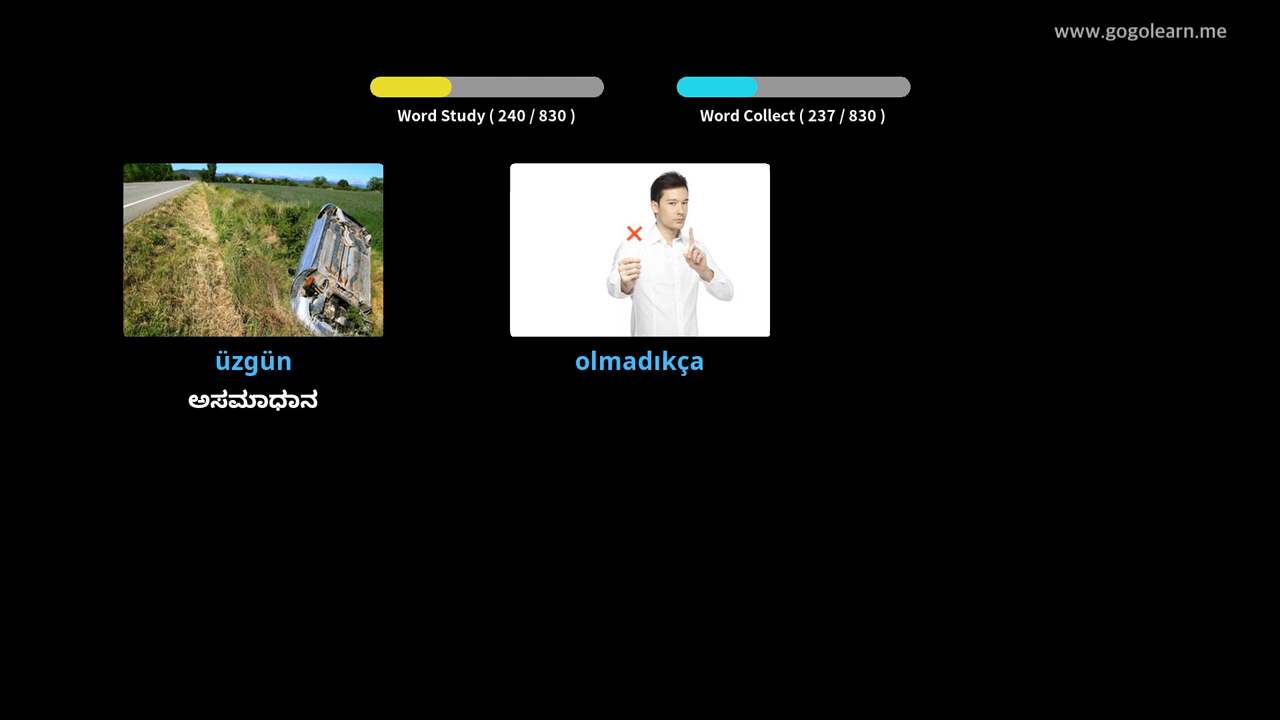 www.gogolearn.me
Word Study ( 240 / 830 )
Word Collect ( 237 / 830 )
üzgün
olmadıkça
ಅಸಮಾಧಾನ